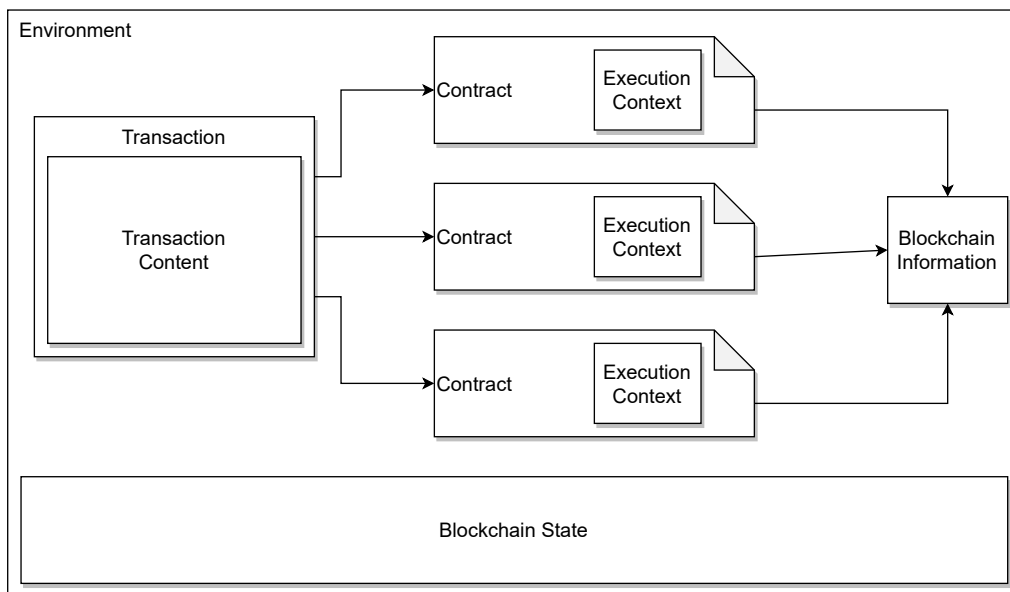 Environment
Transaction
Transaction
Content
Contract
Execution
Context
Contract
Execution
Context
Contract
Execution
Context
Blockchain
Information
Blockchain State